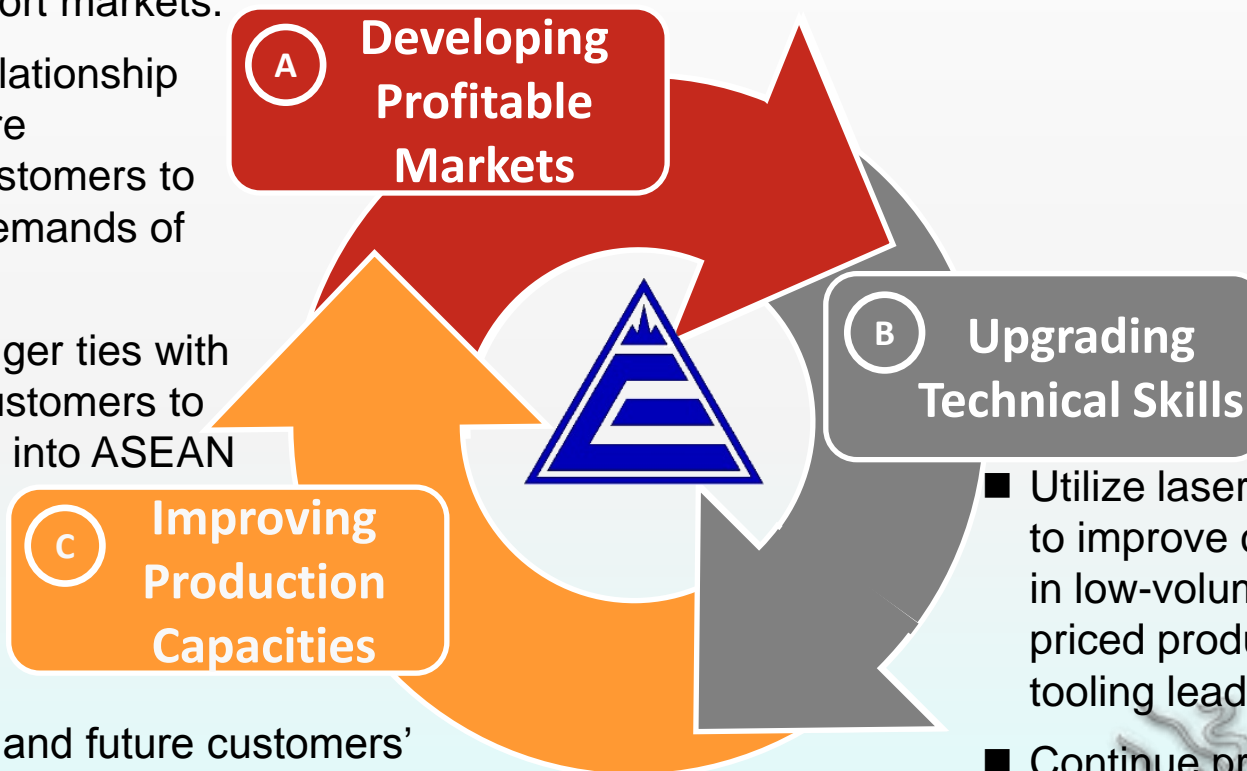 ort markets.
A
Developing
Profitable
Markets
lationship
re
stomers to
emands of
nger ties with
ustomers to
into ASEAN
B
Upgrading
Technical Skills
C
Improving
Production
Capacities
and future customers’
■ Utilize laser
to improve
in low-volum
priced produ
tooling lead
■ Continue pr